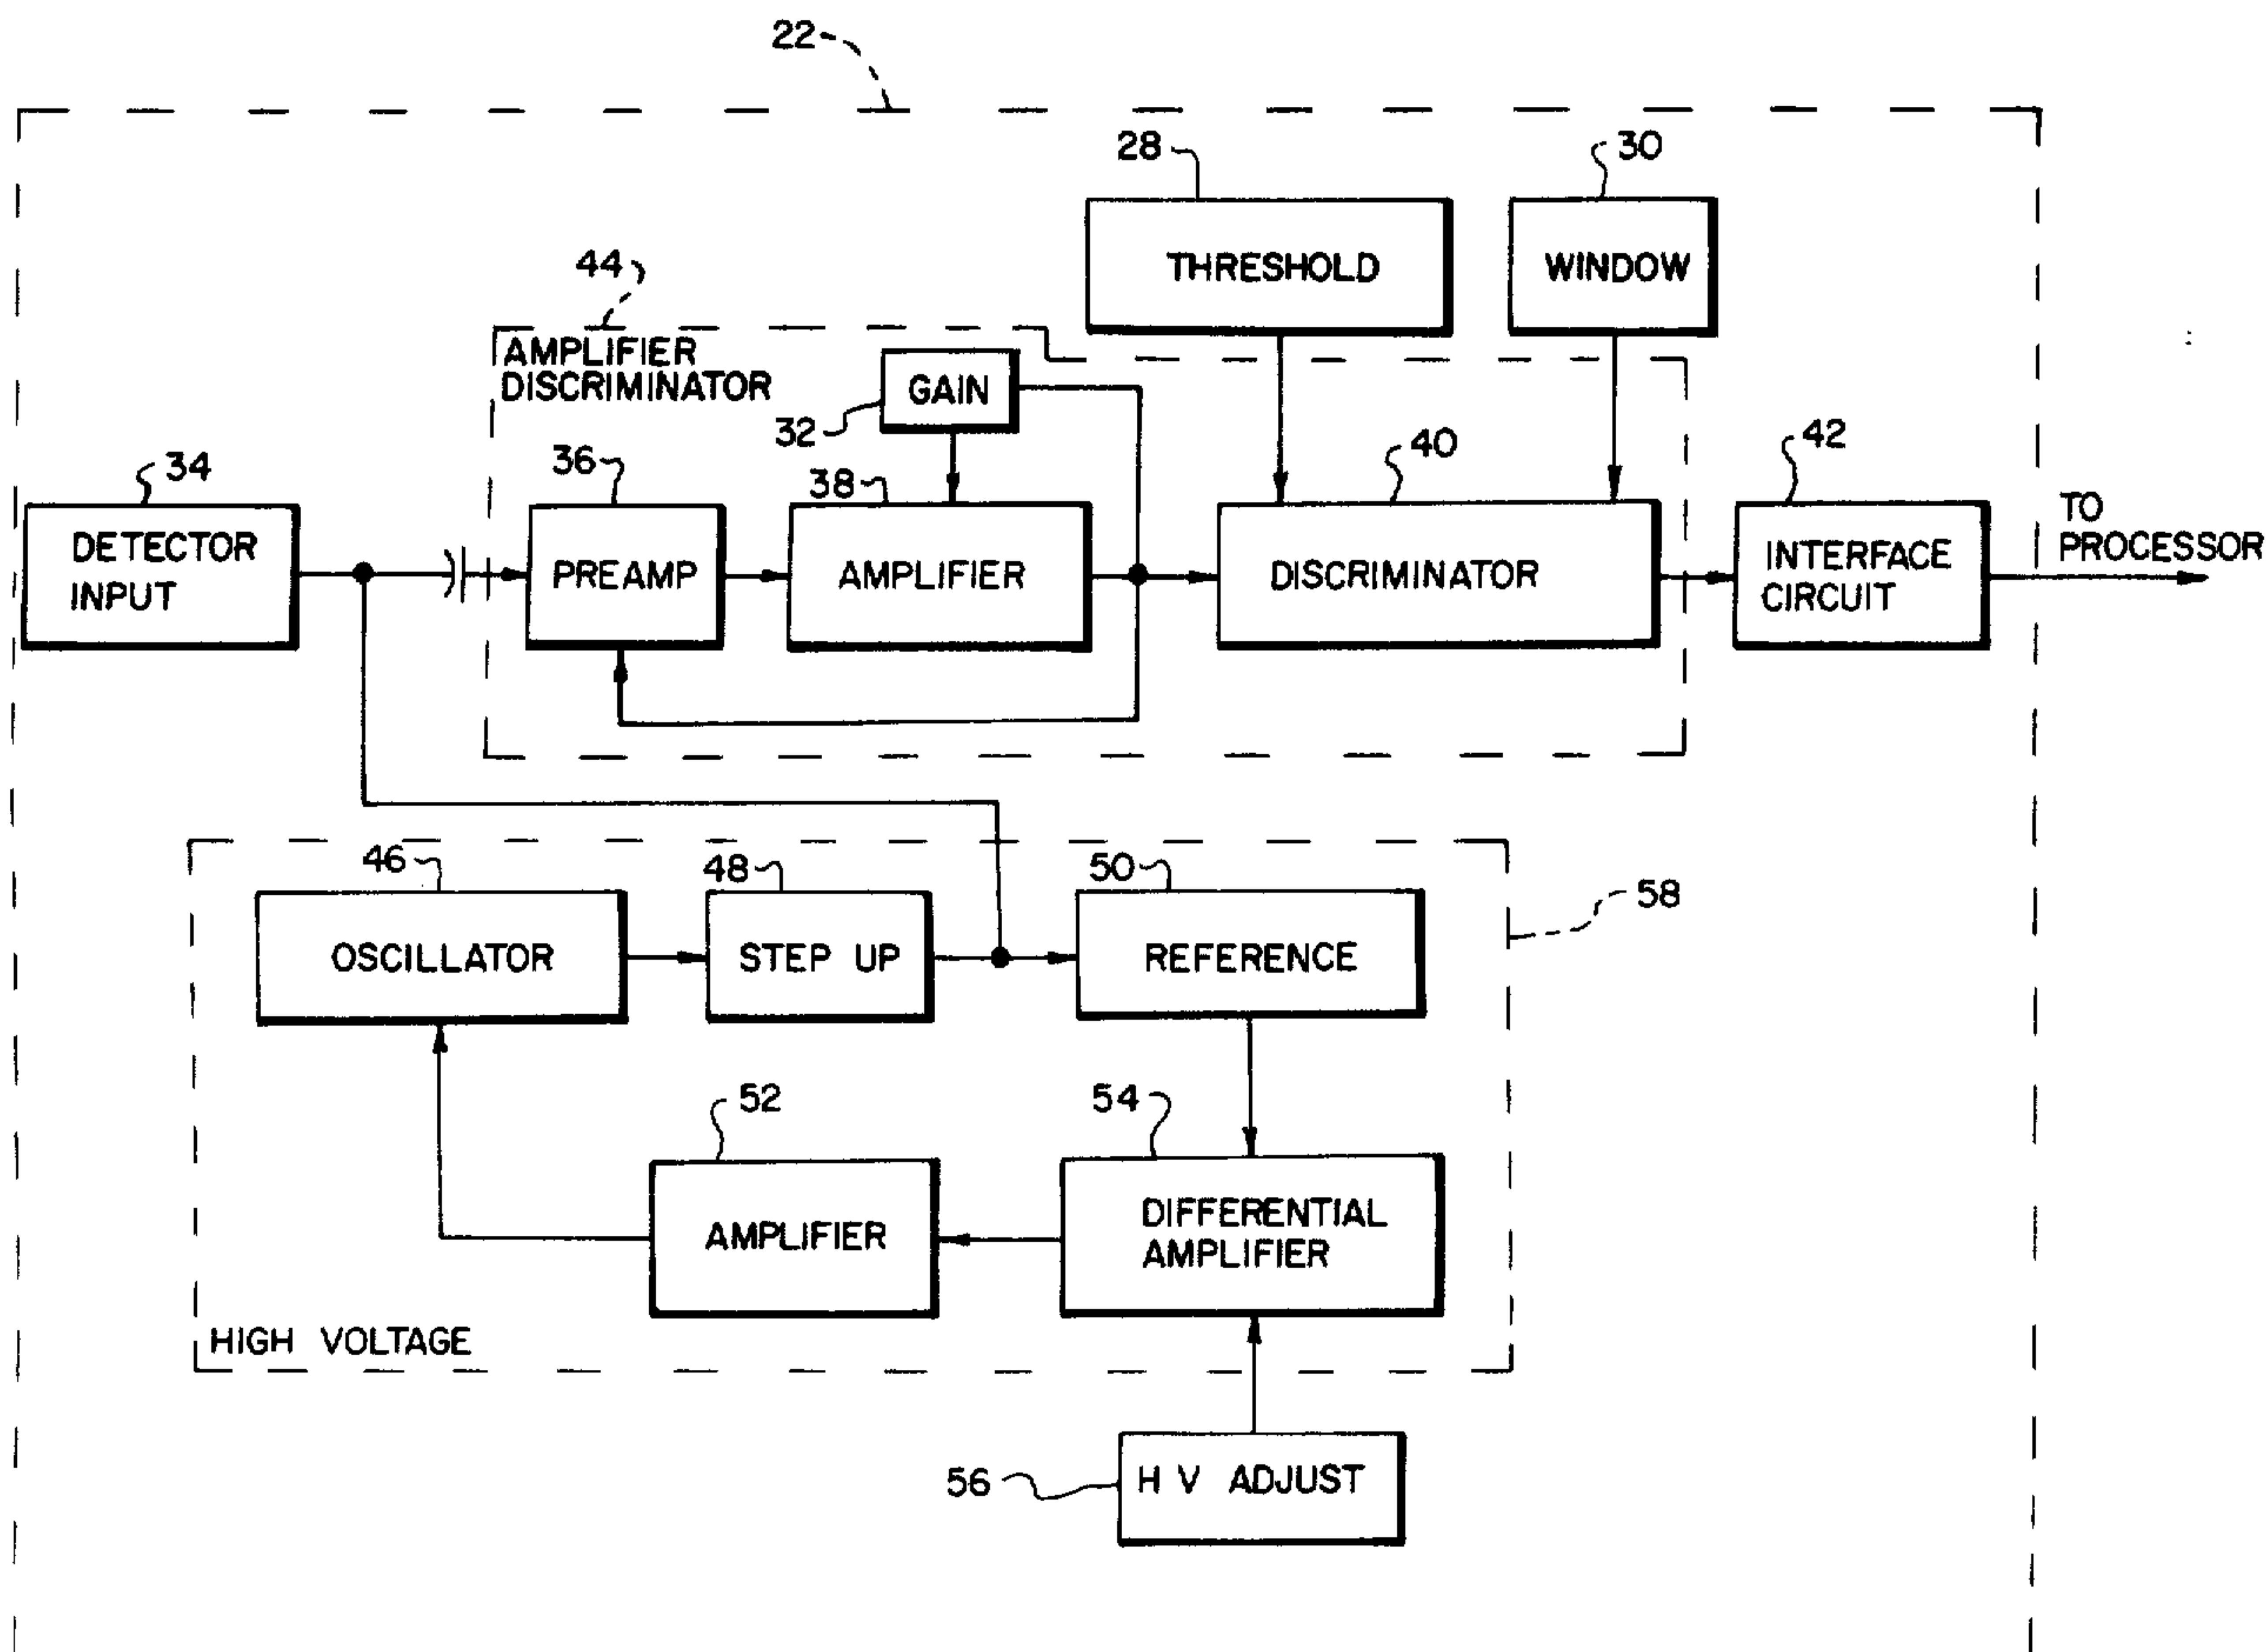 22
28
30
THRESHOLD
WINDOW
44
AMPLIFIER
DISCRIMINATOR
GAIN
32
34
36
38
40
42
DETECTOR
INPUT
PREAMP
AMPLIFIER
DISCRIMINATOR
INTERFACE
CIRCUIT
TO
PROCESSOR
46
48
50
58
OSCILLATOR
STEP UP
REFERENCE
52
54
AMPLIFIER
DIFFERENTIAL
AMPLIFIER
HIGH VOLTAGE
56
H V ADJUST